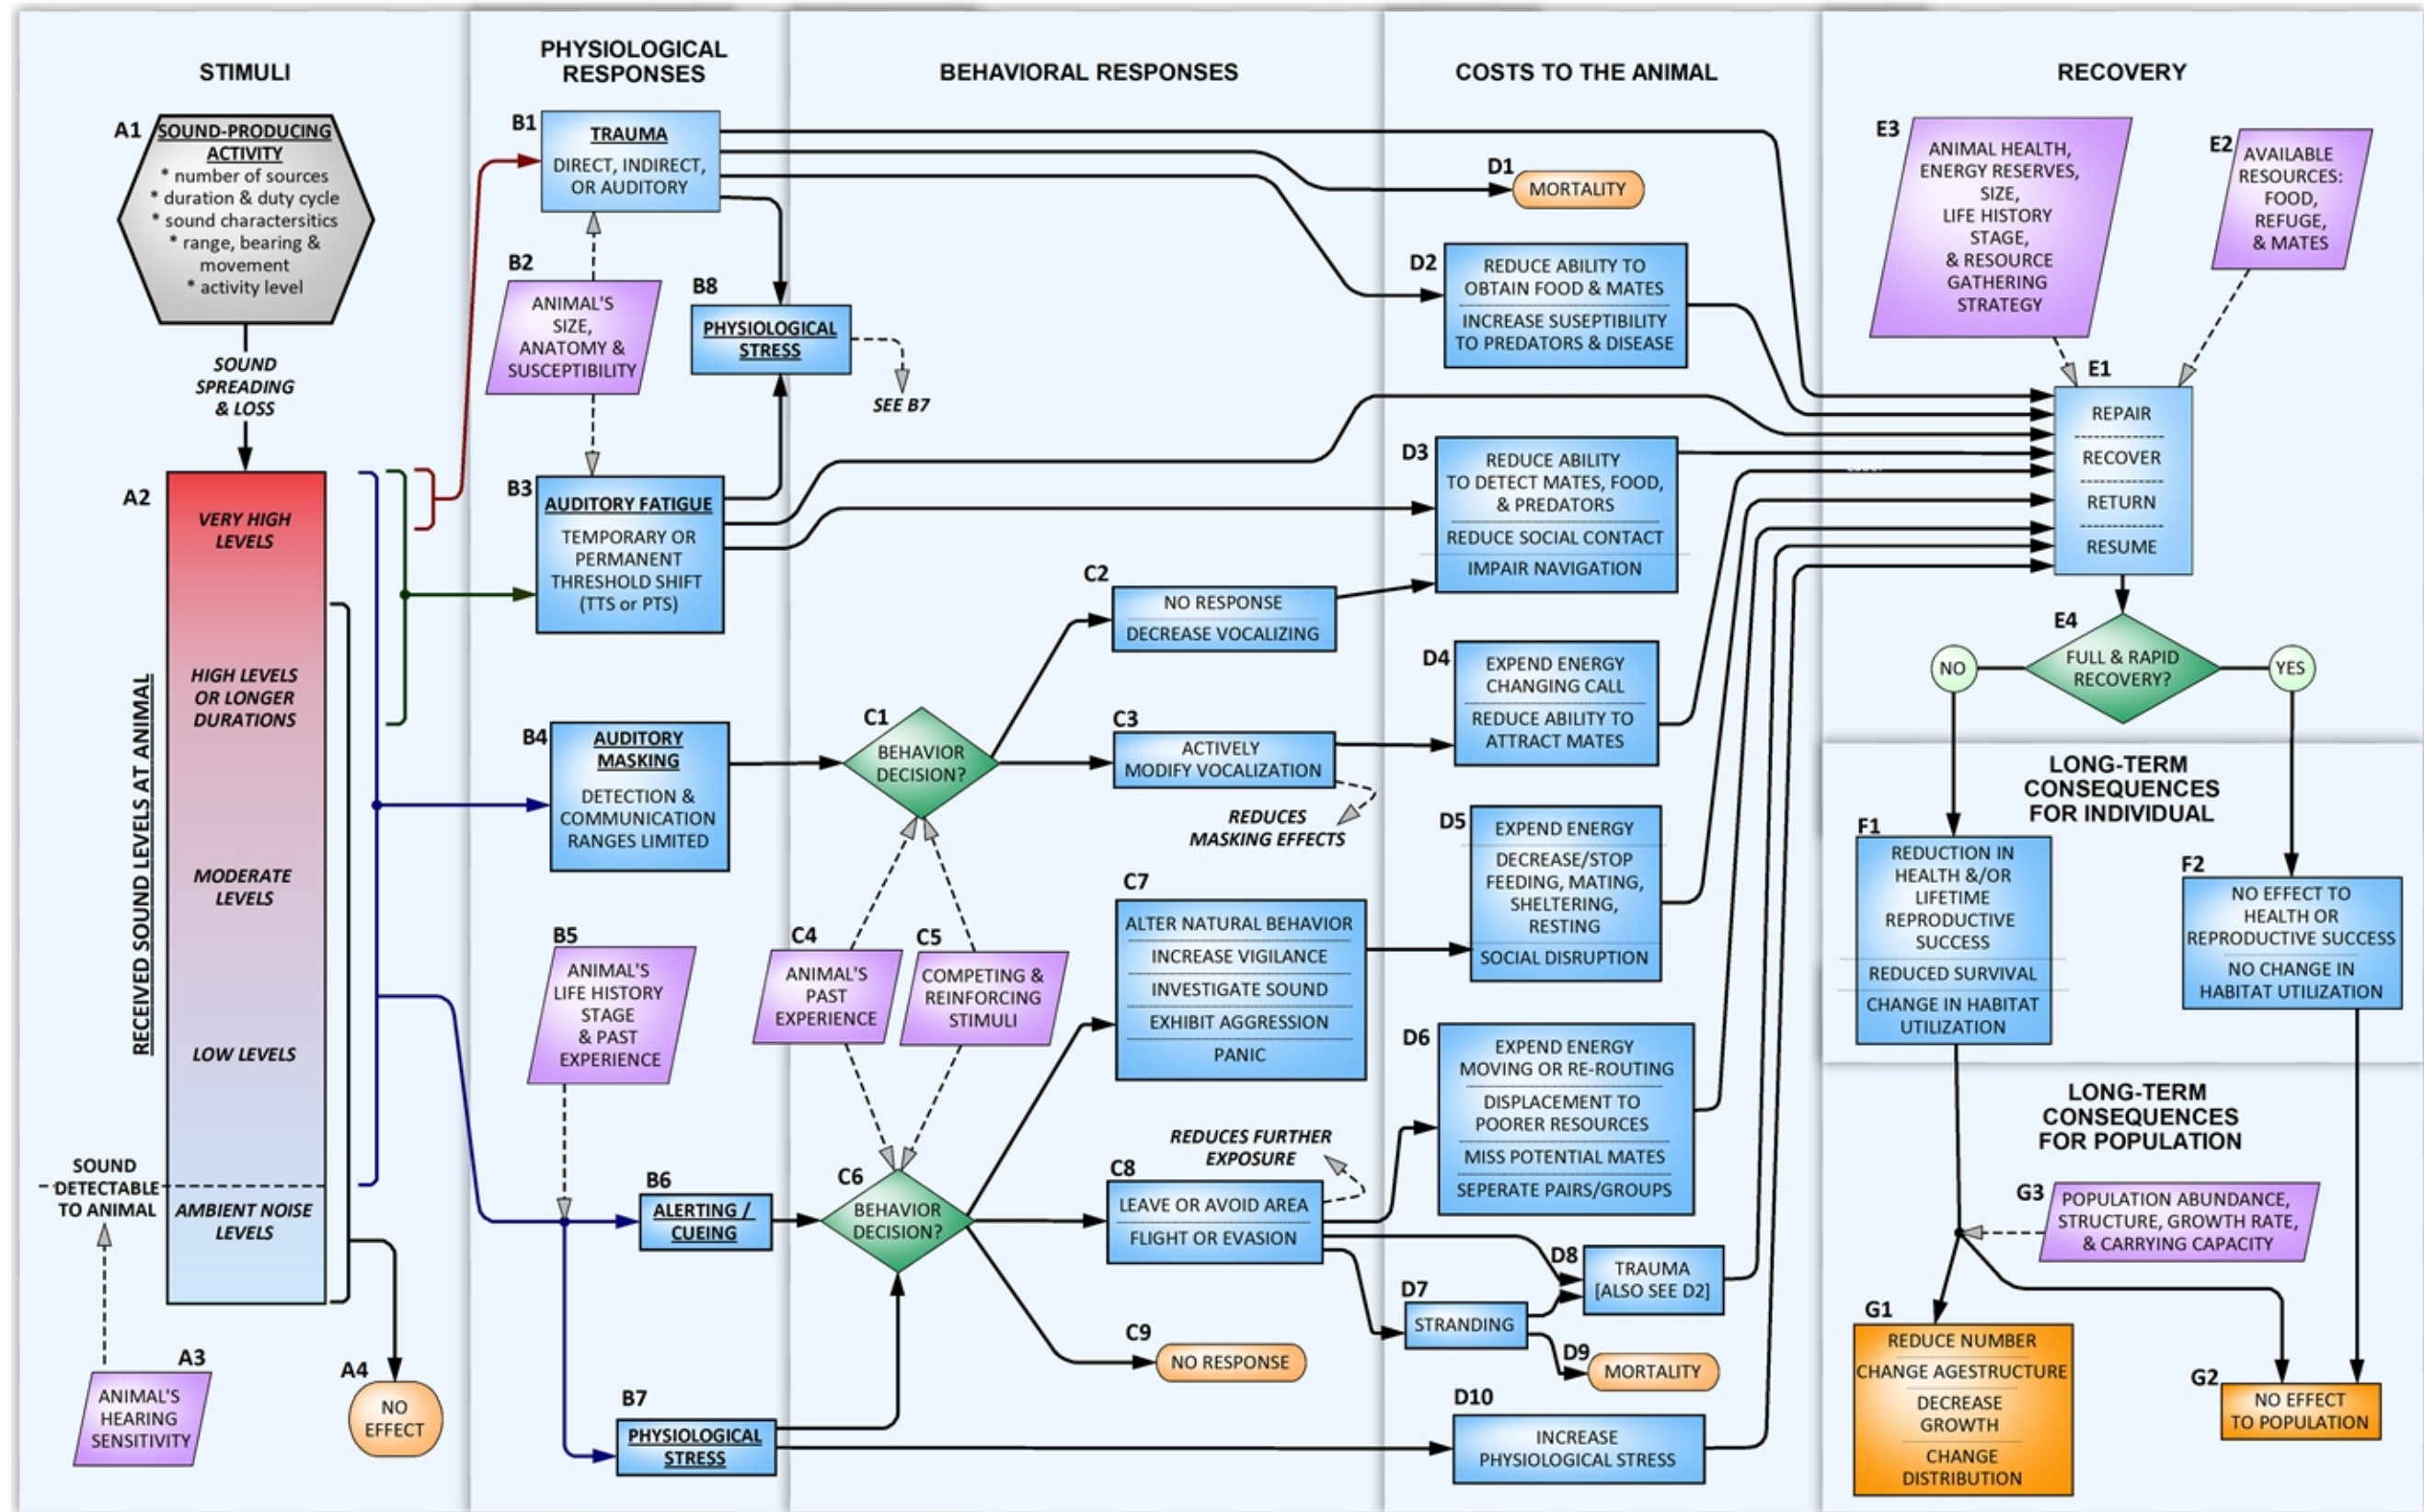 STIMULI
PHYSIOLOGICAL
RESPONSES
BEHAVIORAL RESPONSES
COSTS TO THE ANIMAL
RECOVERY
A1
SOUND-PRODUCING
ACTIVITY
* number of sources
* duration & duty cycle
* sound charactersitics
* range, bearing &
movement
* activity level
SOUND
SPREADING
& LOSS
A2
RECEIVED SOUND LEVELS AT ANIMAL
VERY HIGH
LEVELS
HIGH LEVELS
OR LONGER
DURATIONS
MODERATE
LEVELS
LOW LEVELS
AMBIENT NOISE
LEVELS
SOUND
DETECTABLE
TO ANIMAL
A3
ANIMAL'S
HEARING
SENSITIVITY
A4
NO
EFFECT
B1
TRAUMA
DIRECT, INDIRECT,
OR AUDITORY
B2
ANIMAL'S
SIZE,
ANATOMY &
SUSCEPTIBILITY
B8
PHYSIOLOGICAL
STRESS
SEE B7
B3
AUDITORY FATIGUE
TEMPORARY OR
PERMANENT
THRESHOLD SHIFT
(TTS or PTS)
B4
AUDITORY
MASKING
DETECTION &
COMMUNICATION
RANGES LIMITED
B5
ANIMAL'S
LIFE HISTORY
STAGE
& PAST
EXPERIENCE
B6
ALERTING /
CUEING
B7
PHYSIOLOGICAL
STRESS
C1
BEHAVIOR
DECISION?
C2
NO RESPONSE
DECREASE VOCALIZING
C3
ACTIVELY
MODIFY VOCALIZATION
REDUCES
MASKING EFFECTS
C4
ANIMAL'S
PAST
EXPERIENCE
C5
COMPETING &
REINFORCING
STIMULI
C6
BEHAVIOR
DECISION?
C7
ALTER NATURAL BEHAVIOR
INCREASE VIGILANCE
INVESTIGATE SOUND
EXHIBIT AGGRESSION
PANIC
REDUCES FURTHER
EXPOSURE
C8
LEAVE OR AVOID AREA
FLIGHT OR EVASION
C9
NO RESPONSE
D1
MORTALITY
D2
REDUCE ABILITY TO
OBTAIN FOOD & MATES
INCREASE SUSEPTIBILITY
TO PREDATORS & DISEASE
D3
REDUCE ABILITY
TO DETECT MATES, FOOD,
& PREDATORS
REDUCE SOCIAL CONTACT
IMPAIR NAVIGATION
D4
EXPEND ENERGY
CHANGING CALL
REDUCE ABILITY TO
ATTRACT MATES
D5
EXPEND ENERGY
DECREASE/STOP
FEEDING, MATING,
SHELTERING,
RESTING
SOCIAL DISRUPTION
D6
EXPEND ENERGY
MOVING OR RE-ROUTING
DISPLACEMENT TO
POORER RESOURCES
MISS POTENTIAL MATES
SEPERATE PAIRS/GROUPS
D7
STRANDING
D8
TRAUMA
[ALSO SEE D2]
D9
MORTALITY
D10
INCREASE
PHYSIOLOGICAL STRESS
E3
ANIMAL HEALTH,
ENERGY RESERVES,
SIZE,
LIFE HISTORY
STAGE,
& RESOURCE
GATHERING
STRATEGY
E2
AVAILABLE
RESOURCES:
FOOD,
REFUGE,
& MATES
E1
REPAIR
RECOVER
RETURN
RESUME
E4
FULL & RAPID
RECOVERY?
NO
YES
LONG-TERM
CONSEQUENCES
FOR INDIVIDUAL
F1
REDUCTION IN
HEALTH &/OR
LIFETIME
REPRODUCTIVE
SUCCESS
REDUCED SURVIVAL
CHANGE IN HABITAT
UTILIZATION
F2
NO EFFECT TO
HEALTH OR
REPRODUCTIVE SUCCESS
NO CHANGE IN
HABITAT UTILIZATION
LONG-TERM
CONSEQUENCES
FOR POPULATION
G3
POPULATION ABUNDANCE,
STRUCTURE, GROWTH RATE,
& CARRYING CAPACITY
G1
REDUCE NUMBER
CHANGE AGESTRUCTURE
DECREASE
GROWTH
CHANGE
DISTRIBUTION
G2
NO EFFECT
TO POPULATION